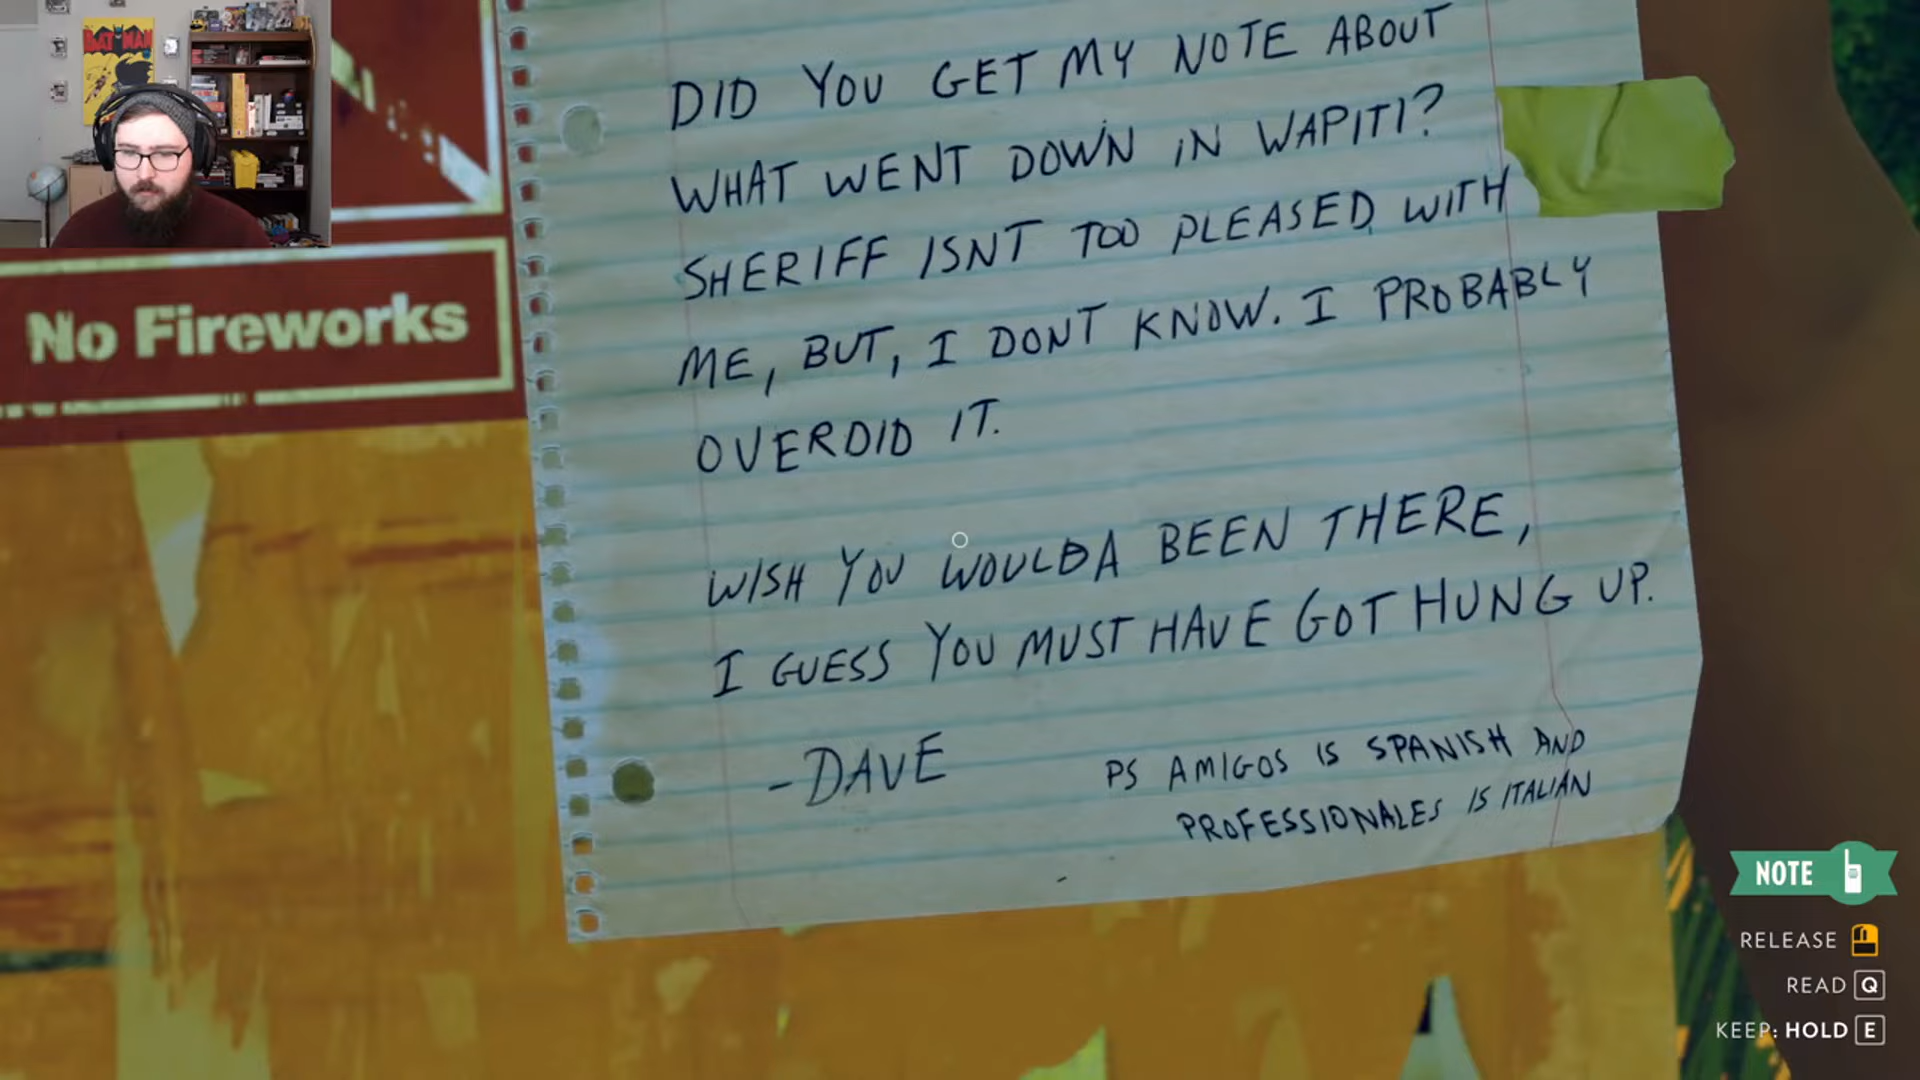 BATMAN
No Fireworks
DID YOU GET MY NOTE ABOUT
WHAT WENT DOWN IN WAPITI?
SHERIFF ISNT TOO PLEASED WITH
ME, BUT, I DONT KNOW. I PROBABLY
OVERDID IT.
WISH YOU WOULDA BEEN THERE,
I GUESS YOU MUST HAVE GOT HUNG UP.
-DAVE
PS AMIGOS IS SPANISH AND
PROFESSIONALES IS ITALIAN
NOTE
RELEASE
READ Q
KEEP: HOLD E